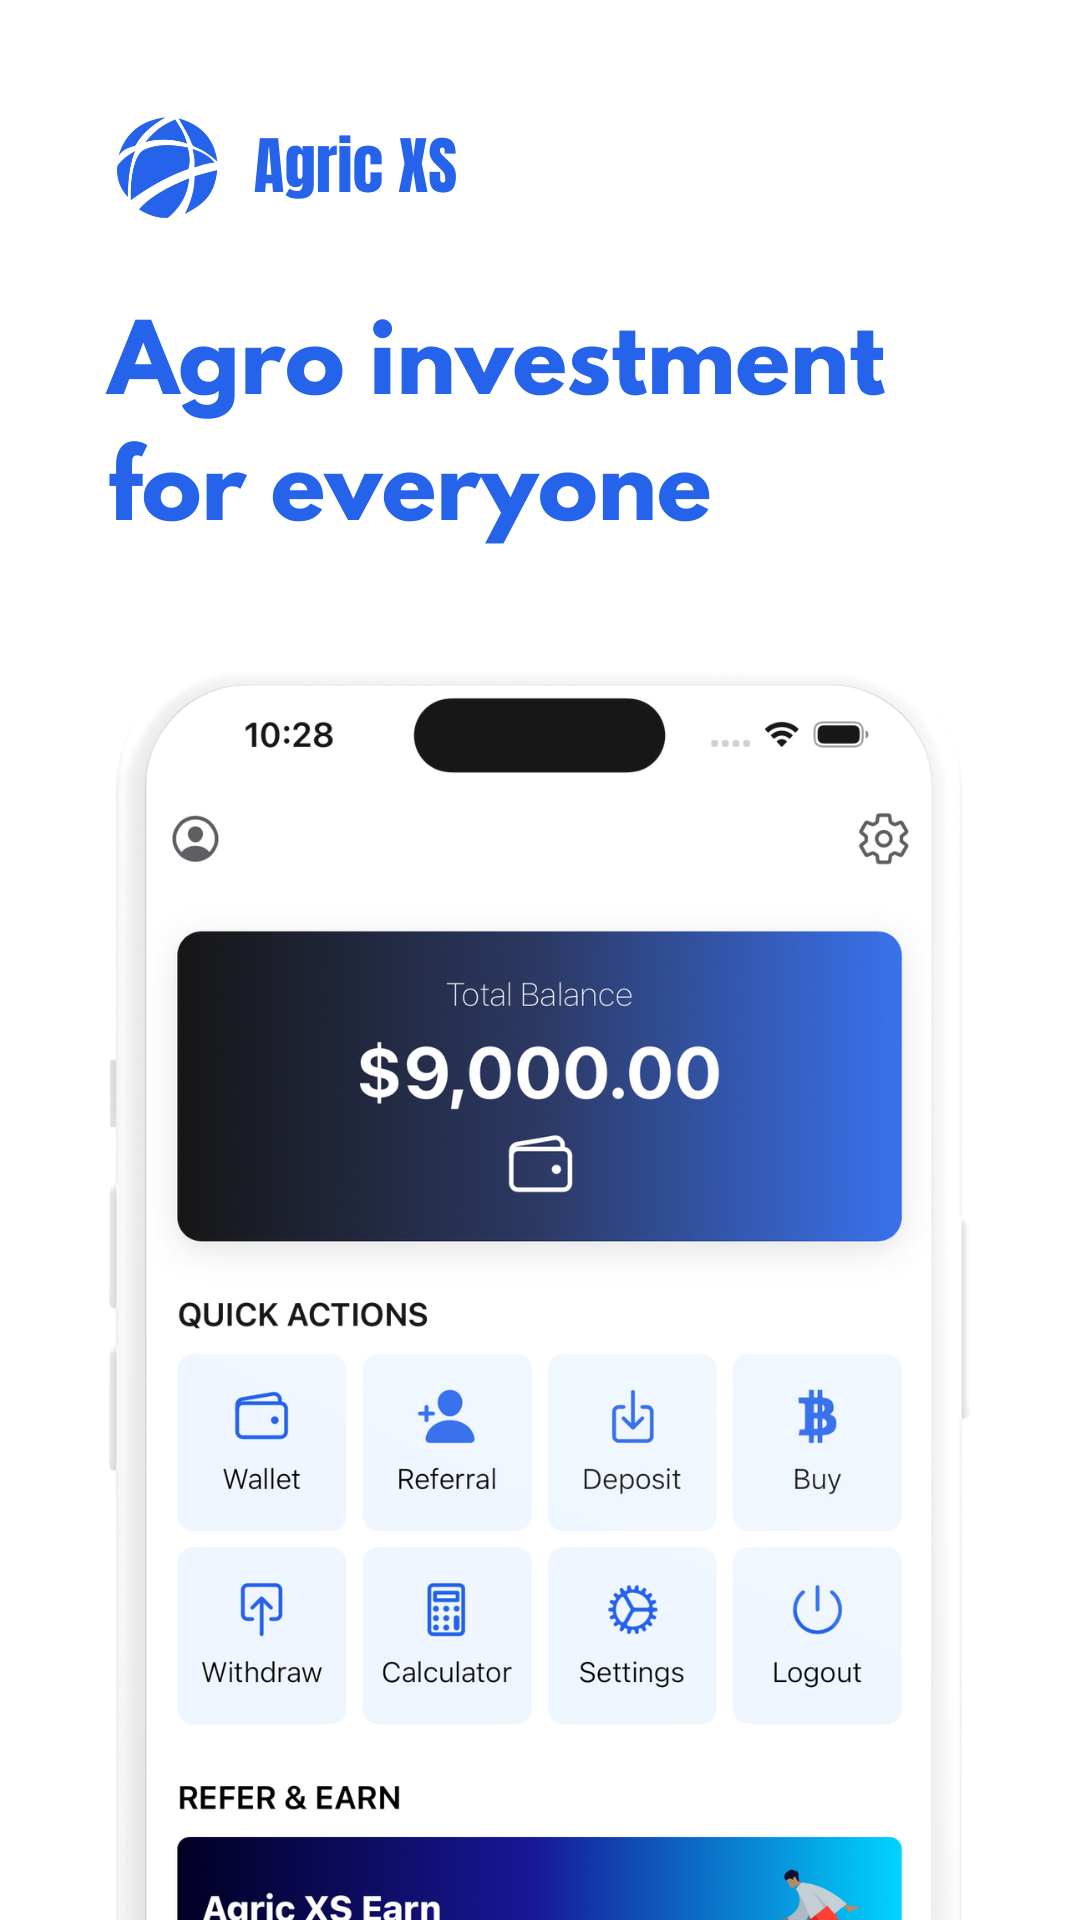 Agric XS
Agro investment
for everyone
10:28
Total Balance
$9,000.00
QUICK ACTIONS
Wallet Referral Deposit Buy
Withdraw Calculator Settings Logout
REFER & EARN
Agric XS Earn